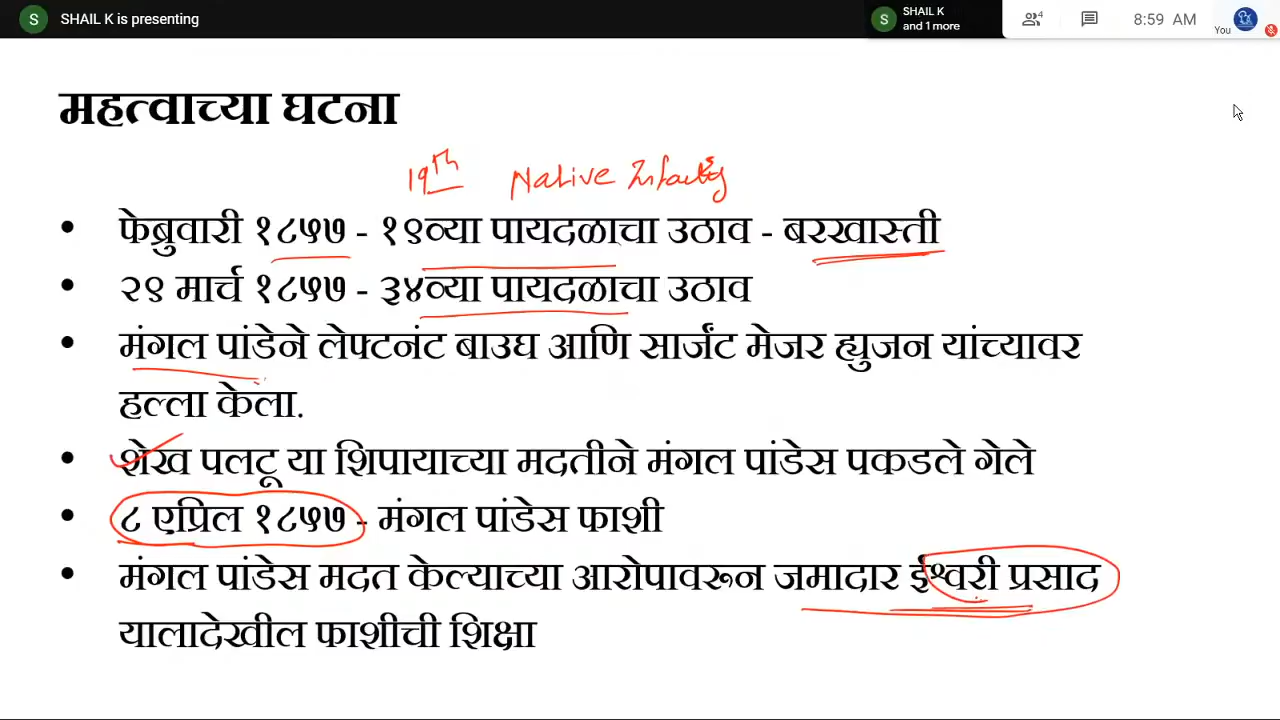 S SHAIL K is presenting
S SHAIL K and 1 more
4
8:59 AM
You
महत्वाच्या घटना
19th Native Infantry
• फेब्रुवारी १८५७ - १९व्या पायदळाचा उठाव - बरखास्ती
• २९ मार्च १८५७ - ३४व्या पायदळाचा उठाव
• मंगल पांडेने लेफ्टनंट बाउघ आणि सार्जंट मेजर ह्युजन यांच्यावर
हल्ला केला.
• शेख पलटू या शिपायाच्या मदतीने मंगल पांडेस पकडले गेले
• ८ एप्रिल १८५७ - मंगल पांडेस फाशी
• मंगल पांडेस मदत केल्याच्या आरोपावरून जमादार ईश्वरी प्रसाद
यालादेखील फाशीची शिक्षा